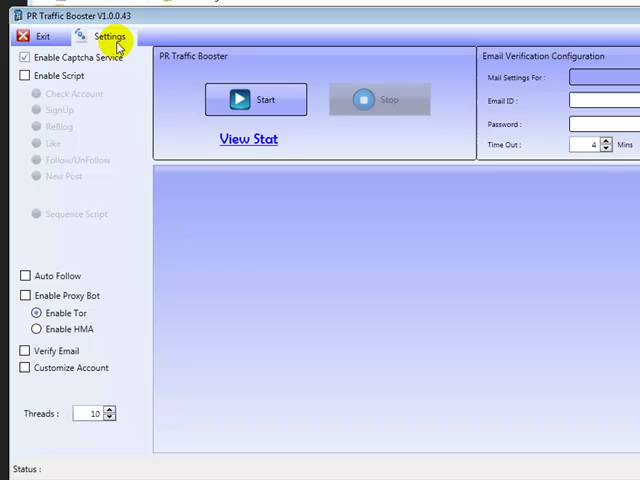 PR Traffic Booster V1.0.0.43
Exit
Settings
Enable Captcha Service
Enable Script
Check Account
SignUp
ReBlog
Like
Follow/UnFollow
New Post
Sequence Script
Auto Follow
Enable Proxy Bot
Enable Tor
Enable HMA
Verify Email
Customize Account
Threads :
10
PR Traffic Booster
Start
Stop
View Stat
Email Verification Configuration
Mail Settings For :
Email ID :
Password :
Time Out :
4
Mins
Status :